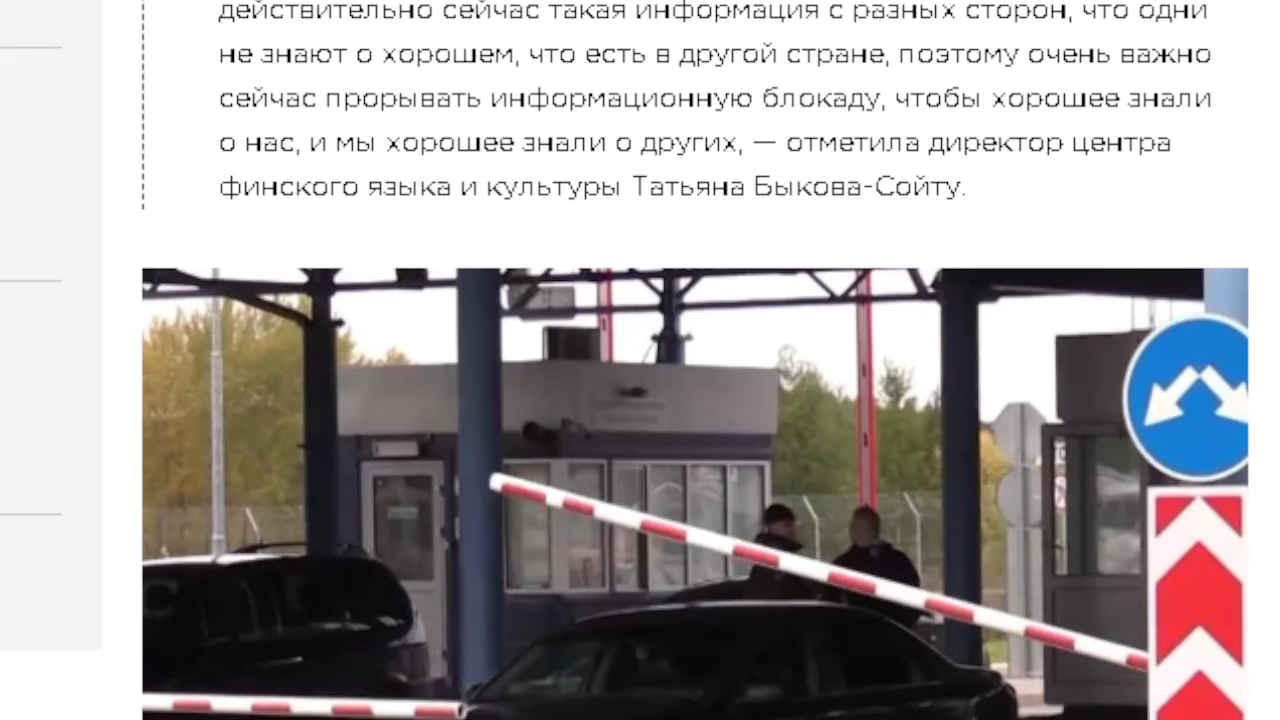 действительно сейчас такая информация с разных сторон, что одни
не знают о хорошем, что есть в другой стране, поэтому очень важно
сейчас прорывать информационную блокаду, чтобы хорошее знали
о нас, и мы хорошее знали о других, — отметила директор центра
финского языка и культуры Татьяна Быкова-Сойту.